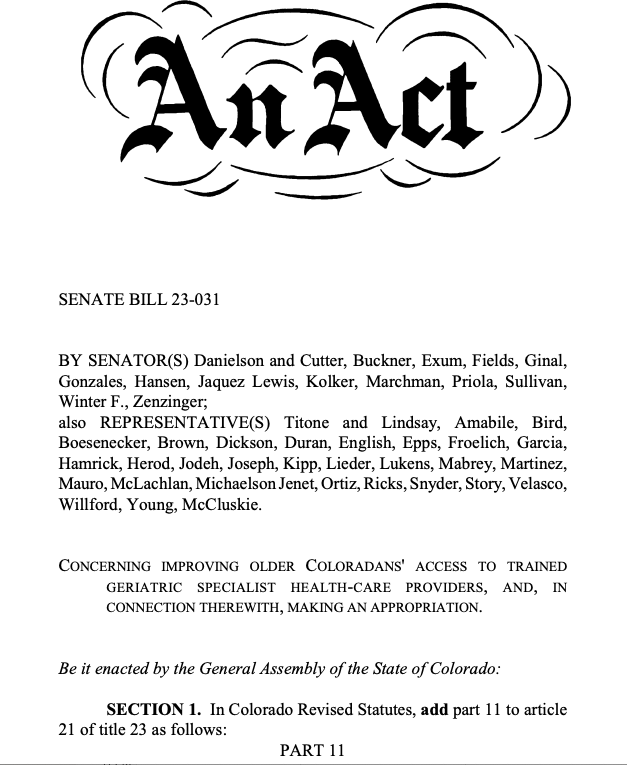 An Act
SENATE BILL 23-031
BY SENATOR(S) Danielson and Cutter, Buckner, Exum, Fields, Ginal,
Gonzales, Hansen, Jaquez Lewis, Kolker, Marchman, Priola, Sullivan,
Winter F., Zenzinger;
also REPRESENTATIVE(S) Titone and Lindsay, Amabile, Bird,
Boesenecker, Brown, Dickson, Duran, English, Epps, Froelich, Garcia,
Hamrick, Herod, Jodeh, Joseph, Kipp, Lieder, Lukens, Mabrey, Martinez,
Mauro, McLachlan, Michaelson Jenet, Ortiz, Ricks, Snyder, Story, Velasco,
Willford, Young, McCluskie.
CONCERNING IMPROVING OLDER COLORADANS' ACCESS TO TRAINED
GERIATRIC SPECIALIST HEALTH-CARE PROVIDERS, AND, IN
CONNECTION THEREWITH, MAKING AN APPROPRIATION.
Be it enacted by the General Assembly of the State of Colorado:
SECTION 1. In Colorado Revised Statutes, add part 11 to article
21 of title 23 as follows:
PART 11